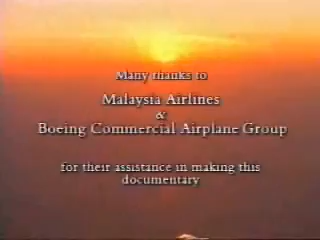 Many thanks to
Malaysia Airlines
&
Boeing Commercial Airplane Group
for their assistance in making this
documentary